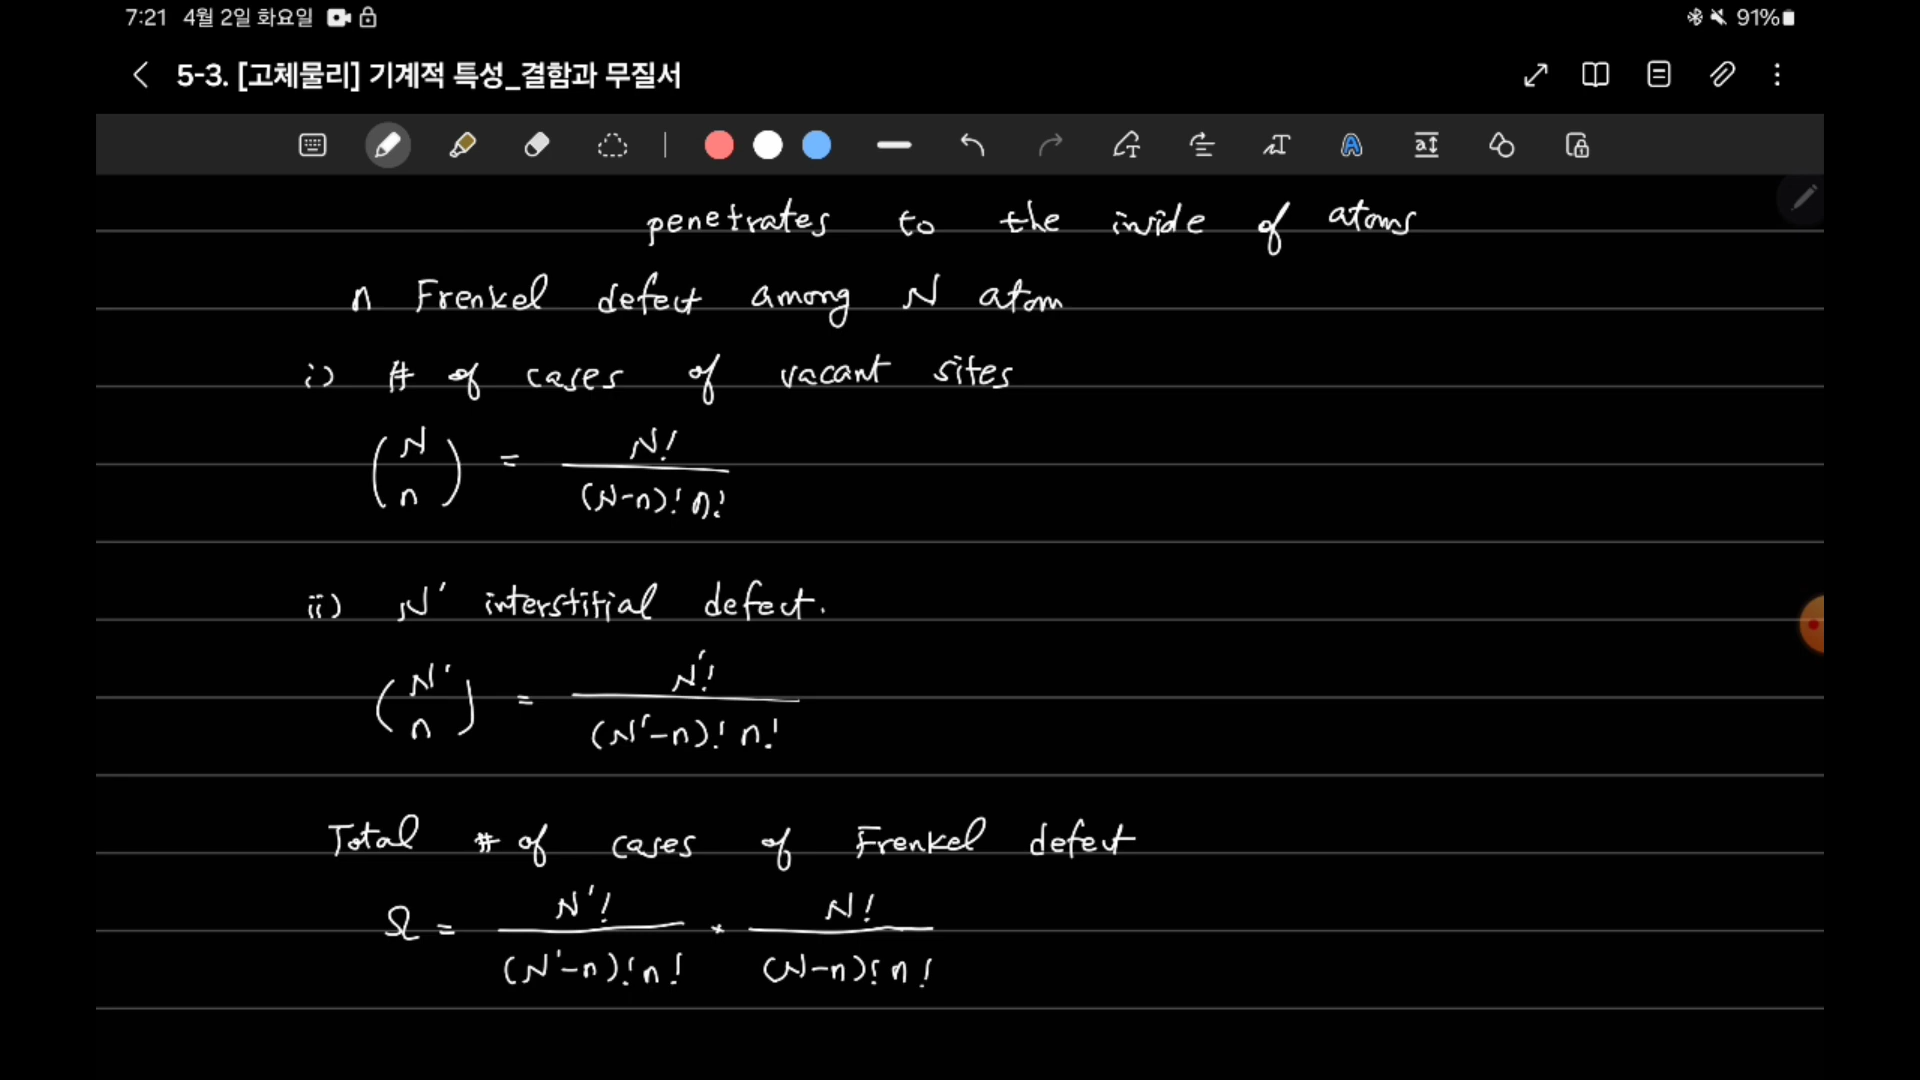 7:21 4월 2일 화요일 91%
5-3. [고체물리] 기계적 특성_결함과 무질서
penetrates to the inside of atoms
n Frenkel defect among N atom
i) # of cases of vacant sites
(N n) = N! / (N-n)! n!
ii) N' interstitial defect.
(N' n) = N'! / (N'-n)! n!
Total # of cases of Frenkel defect
Ω = N'! / (N'-n)! n! * N! / (N-n)! n!